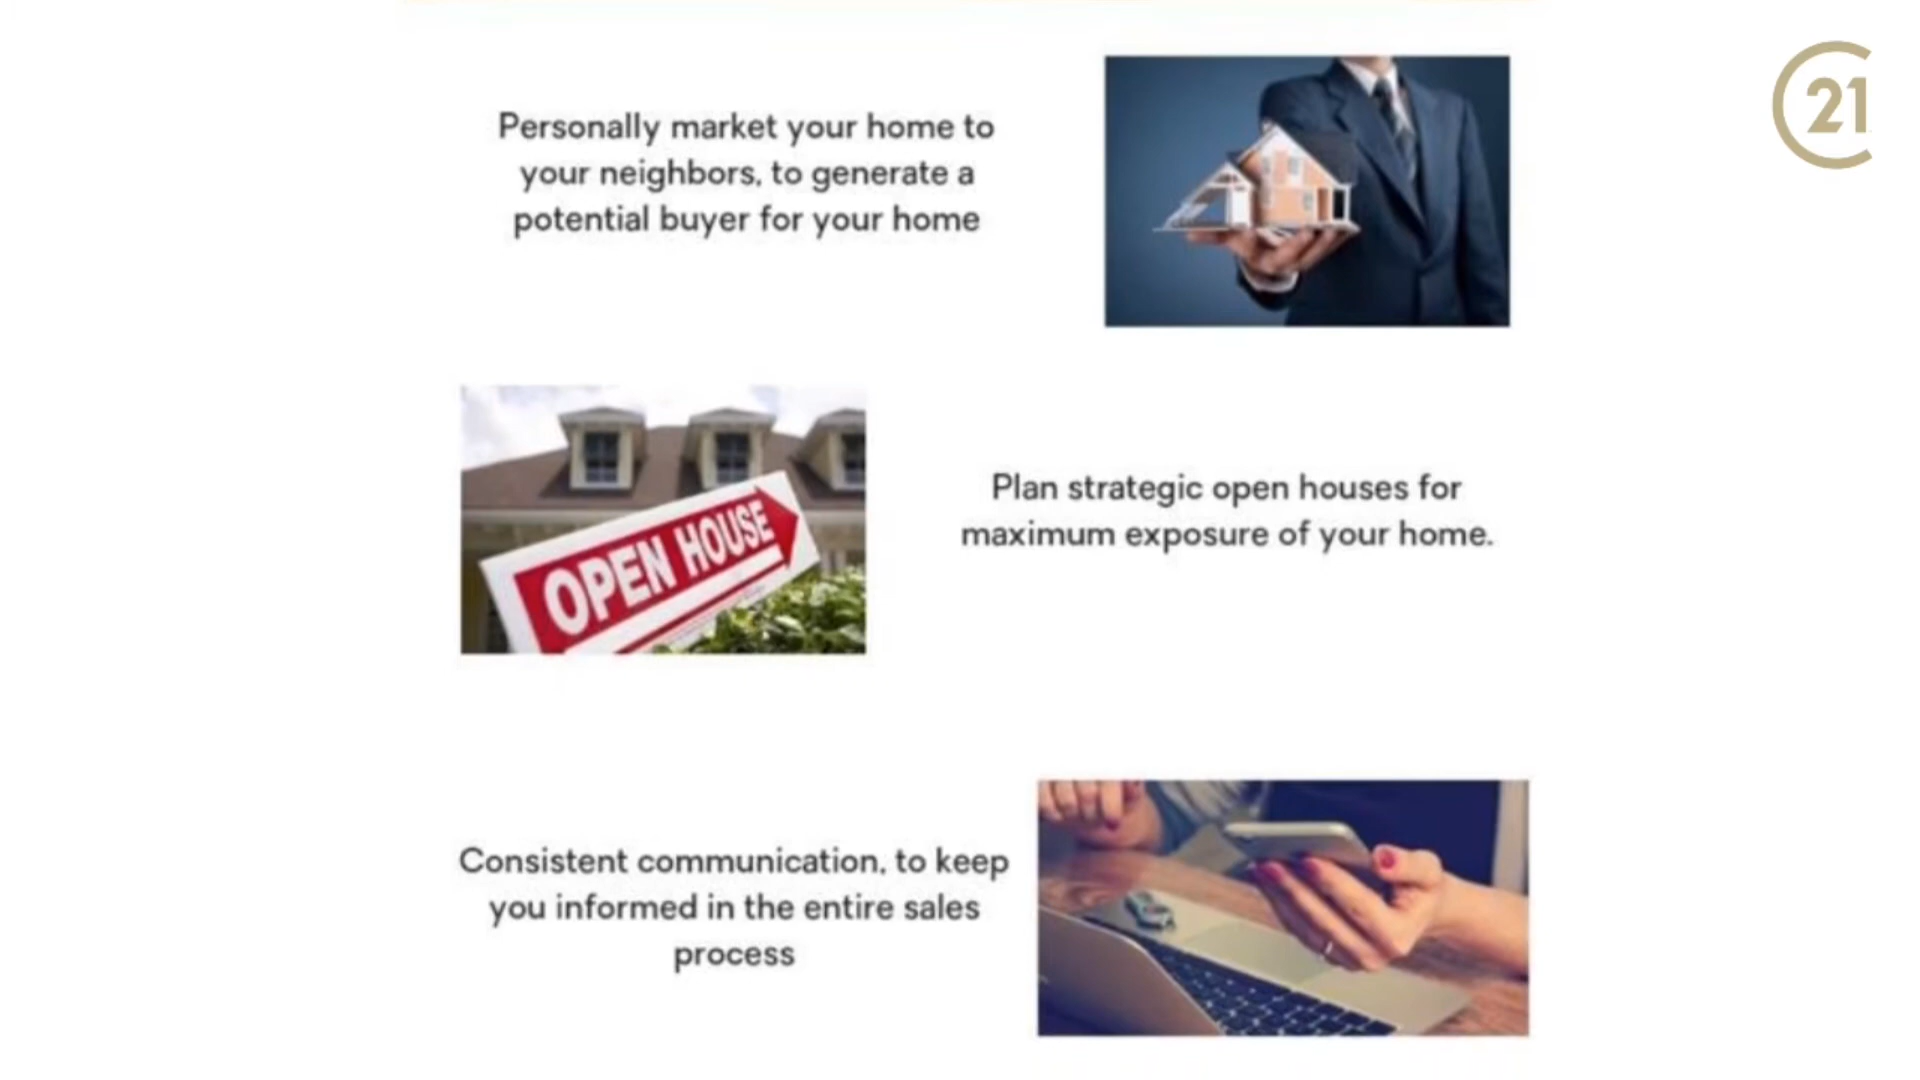 Personally market your home to
your neighbors, to generate a
potential buyer for your home
C21
OPEN HOUSE
Plan strategic open houses for
maximum exposure of your home.
Consistent communication, to keep
you informed in the entire sales
process